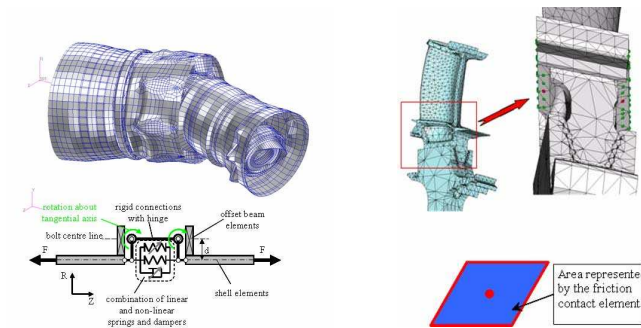 rotation about
tangential axis
rigid connections
with hinge
offset beam
elements
bolt centre line
d
F
F
R
Z
shell elements
combination of linear
and non-linear
springs and dampers
Area represente
by the friction
contact element